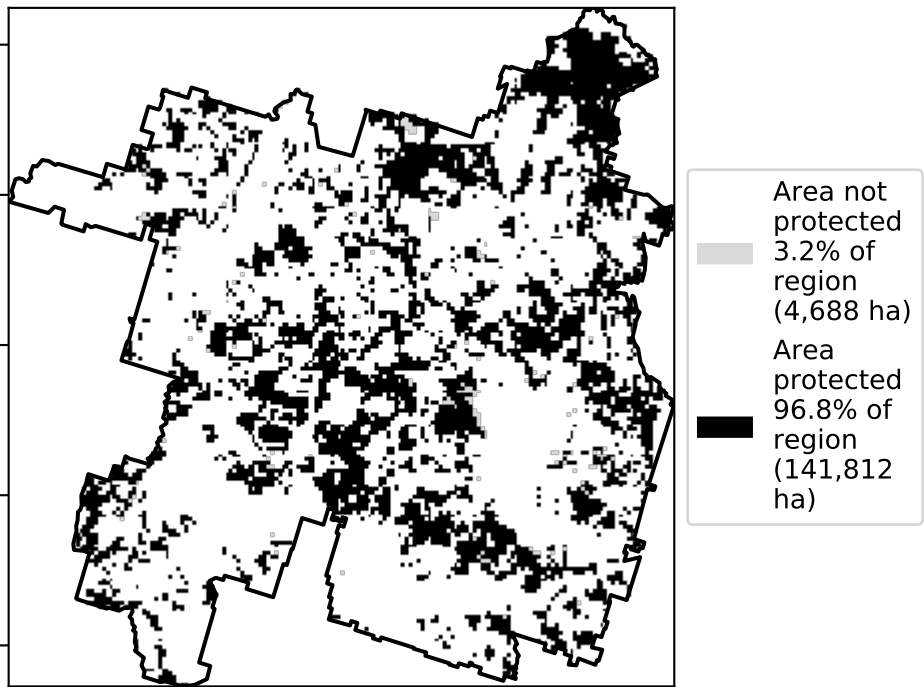 Area not
protected
3.2% of
region
(4,688 ha)
Area
protected
96.8% of
region
(141,812
ha)